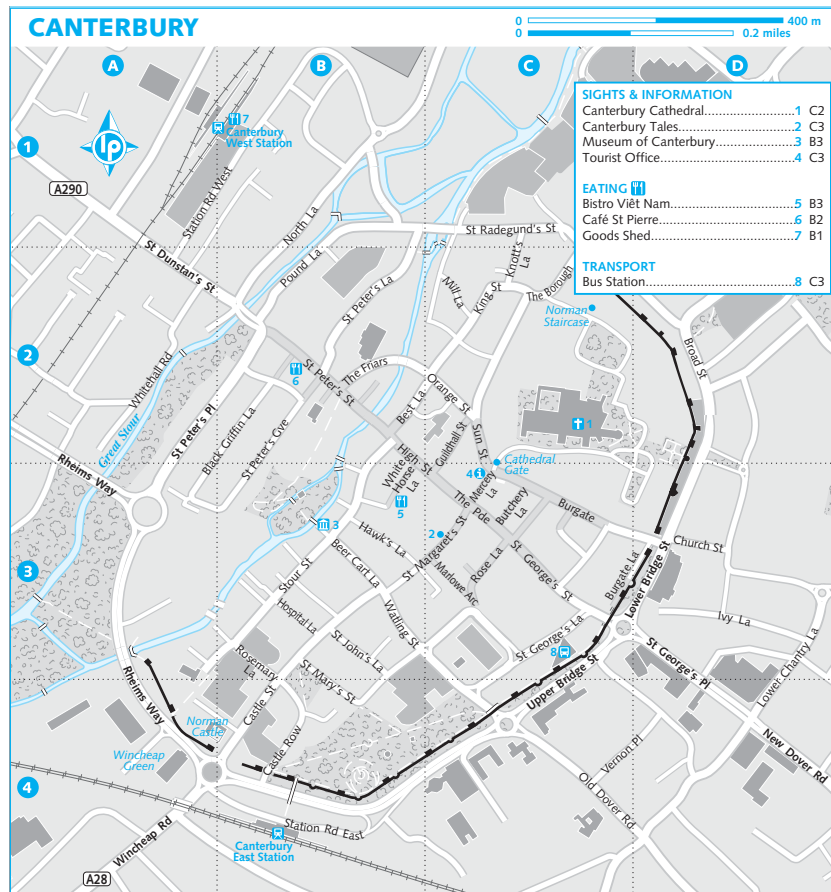 CANTERBURY
0 400 m
0 0.2 miles
A
B
C
D
1
2
3
4
lp
SIGHTS & INFORMATION
Canterbury Cathedral 1 C2
Canterbury Tales 2 C3
Museum of Canterbury 3 B3
Tourist Office 4 C3
EATING
Bistro Viêt Nam 5 B3
Café St Pierre 6 B2
Goods Shed 7 B1
TRANSPORT
Bus Station 8 C3
7
Canterbury
West Station
A290
Station Rd West
North La
St Radegund's St
St Dunstan's St
Pound La
St Peter's La
Mill La
King St
Knott's
La
The Borough
Norman
Staircase
Broad St
Whitehall Rd
Great Stour
St Peter's Pl
Black Griffin La
St Peter's Gve
6
St Peter's St
The Friars
Best La
Orange St
Guildhall St
Sun St
1
Cathedral
Gate
4
High St
White
Horse
La
5
Mercery
La
The Pde
Butchery
La
Burgate
Rheims Way
3
Hawk's La
2
St Margaret's St
Marlowe Arc
Rose La
St George's St
Burgate La
Lower Bridge St
Church St
Stour St
Beer Cart La
Watling St
Hospital La
St John's La
Rosemary
La
St Mary's St
Castle St
Castle Row
St George's La
8
Upper Bridge St
St George's Pl
Ivy La
Lower Chantry La
New Dover Rd
Vernon Pl
Old Dover Rd
Rheims Way
Norman
Castle
Wincheap
Green
Wincheap Rd
A28
Station Rd East
Canterbury
East Station